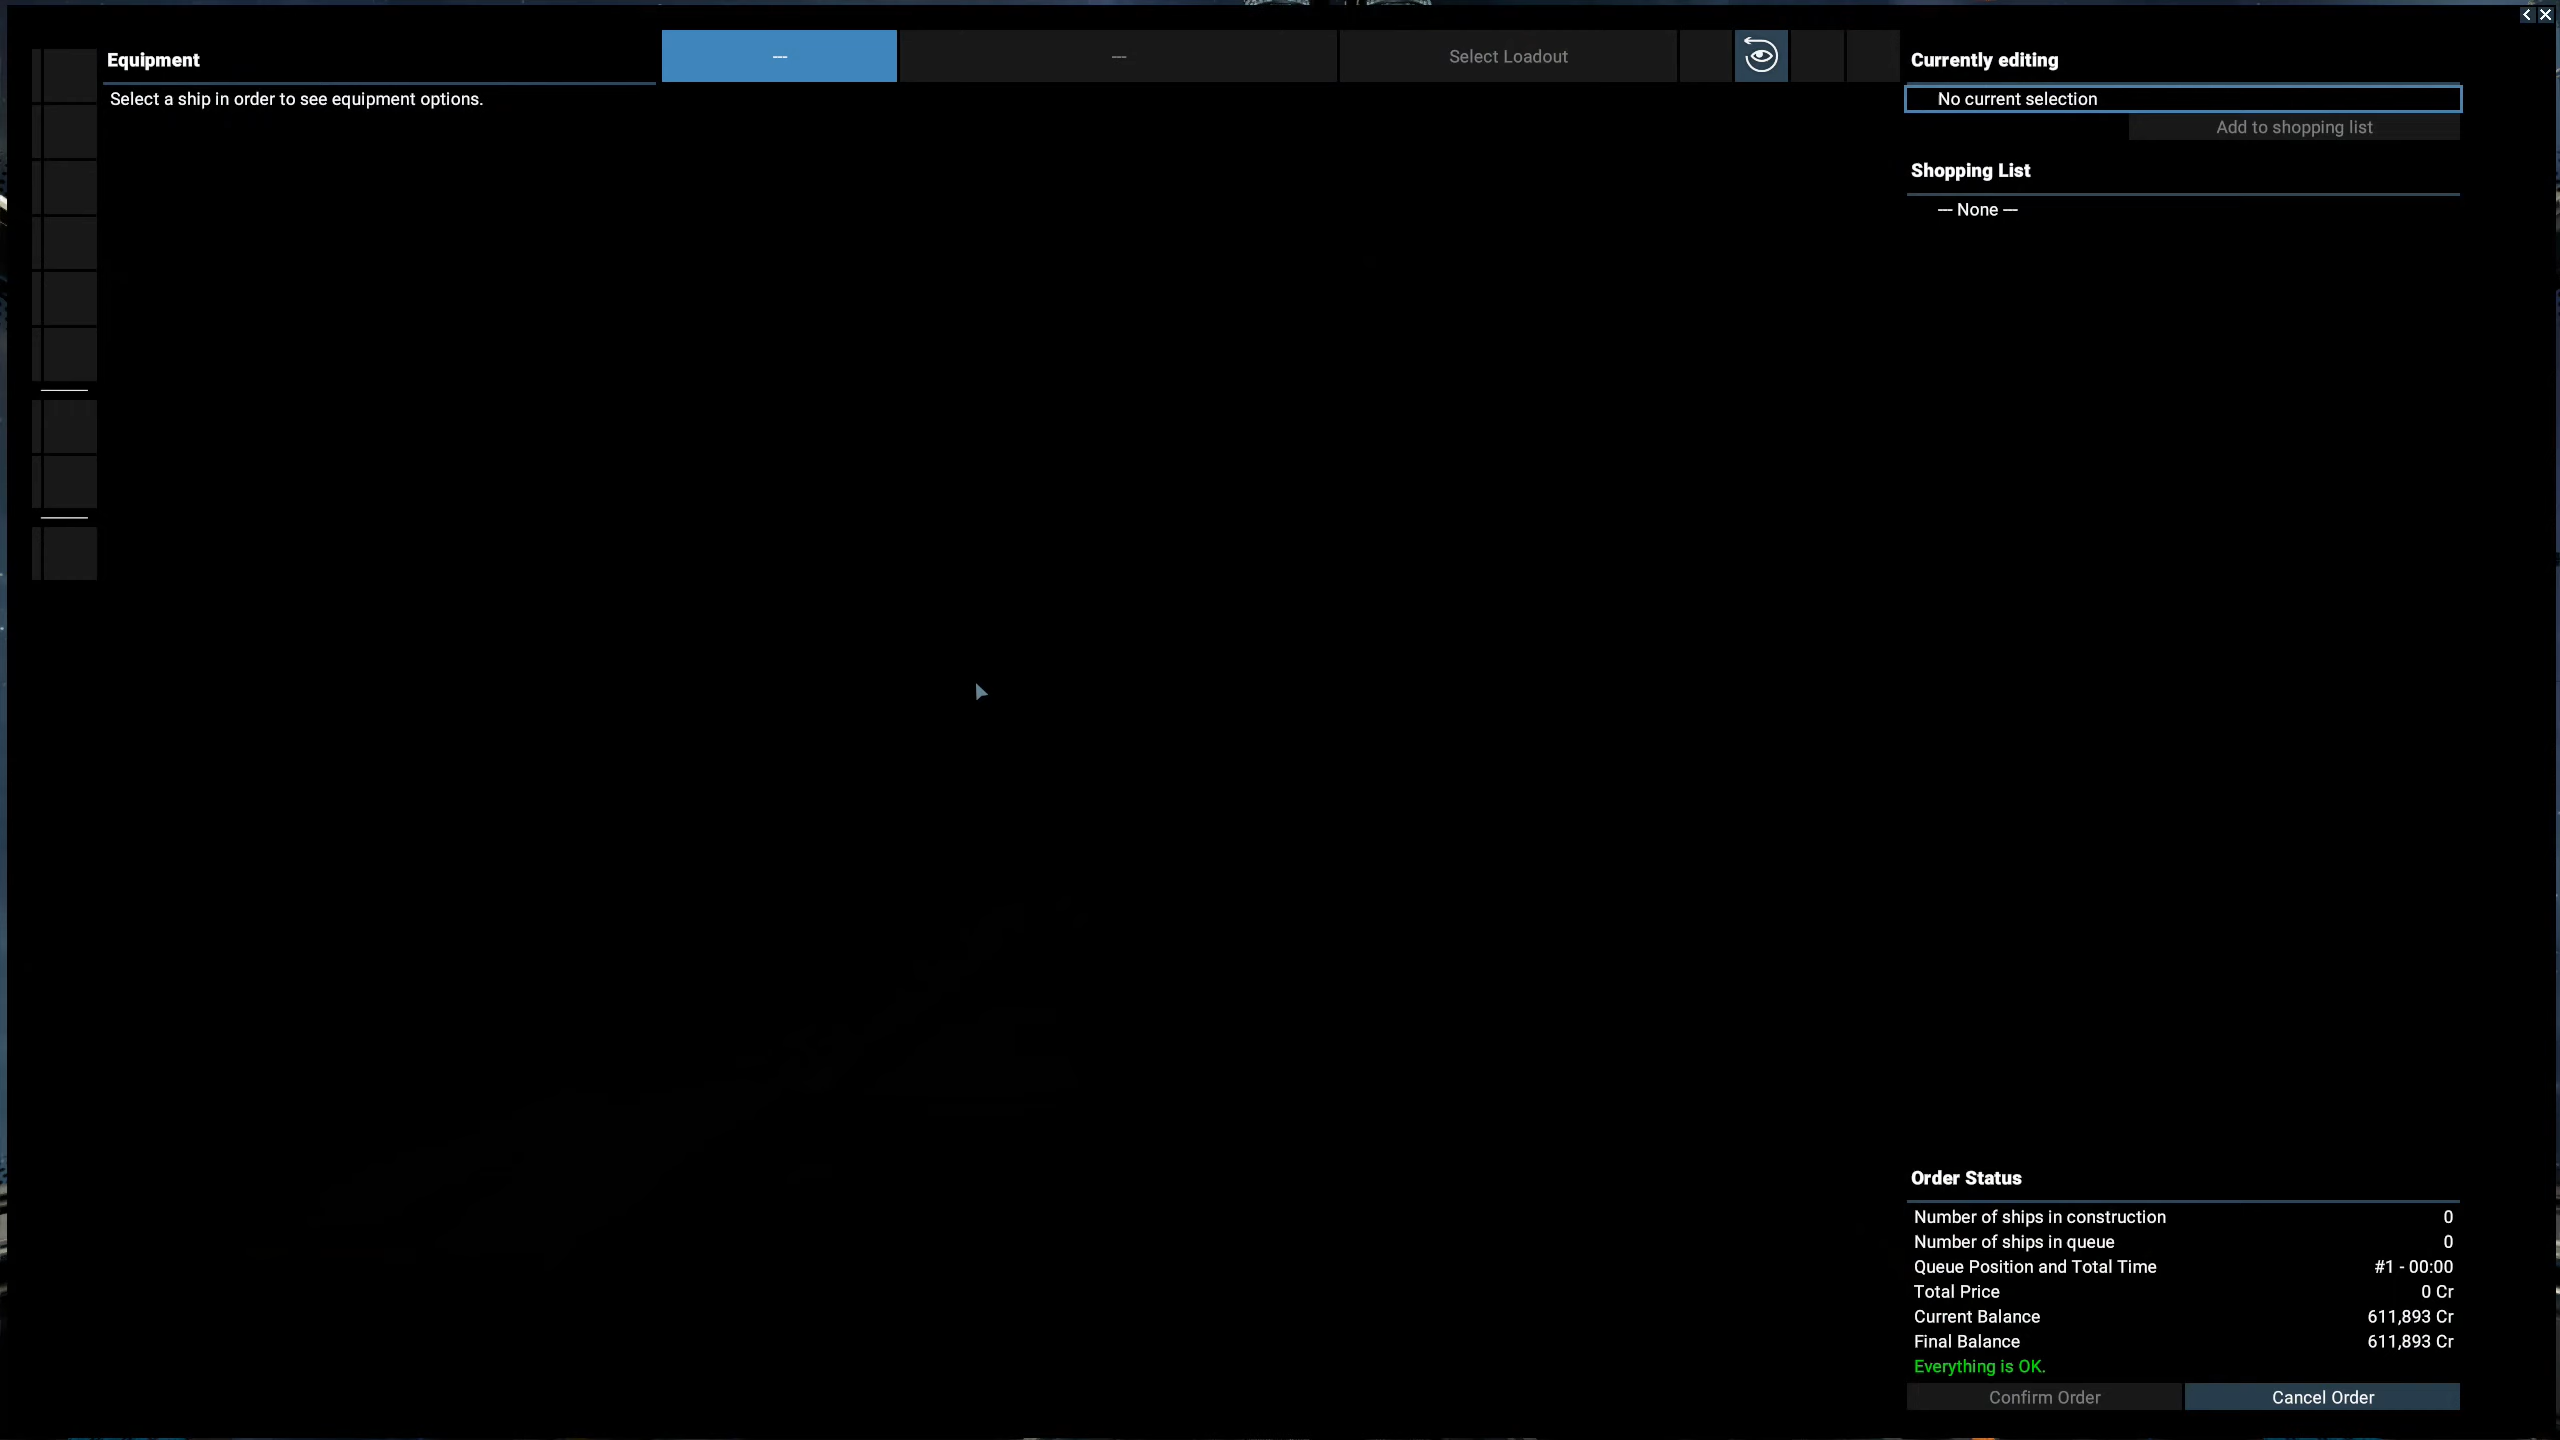 Equipment
Select a ship in order to see equipment options.
---
---
Select Loadout
Currently editing
No current selection
Add to shopping list
Shopping List
--- None ---
Order Status
Number of ships in construction 0
Number of ships in queue 0
Queue Position and Total Time #1 - 00:00
Total Price 0 Cr
Current Balance 611,893 Cr
Final Balance 611,893 Cr
Everything is OK.
Confirm Order Cancel Order